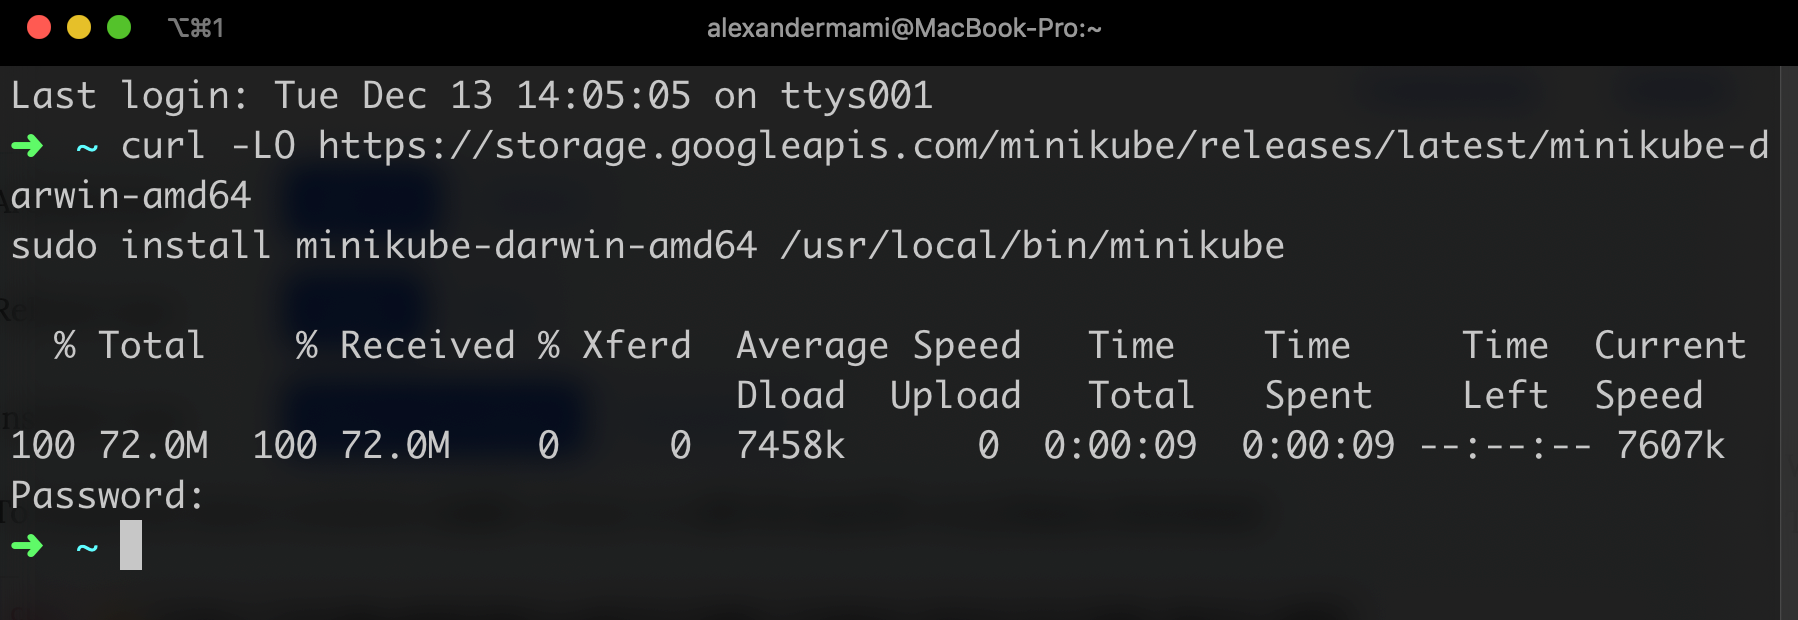 ⌥⌘1
alexandermami@MacBook-Pro:~
Last login: Tue Dec 13 14:05:05 on ttys001
➜ ~ curl -LO https://storage.googleapis.com/minikube/releases/latest/minikube-d
arwin-amd64
sudo install minikube-darwin-amd64 /usr/local/bin/minikube
% Total % Received % Xferd Average Speed Time Time Time Current
Dload Upload Total Spent Left Speed
100 72.0M 100 72.0M 0 0 7458k 0 0:00:09 0:00:09 --:--:-- 7607k
Password:
➜ ~